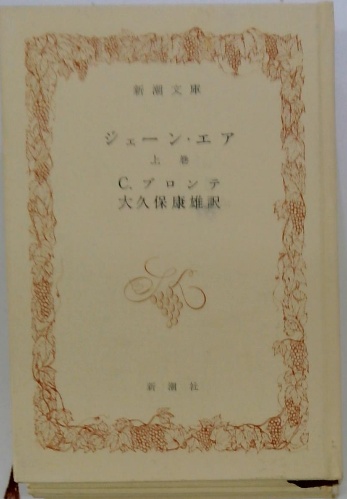 新潮文庫
ジェーン・エア
上巻
C. ブロンテ
大久保康雄訳
新潮社